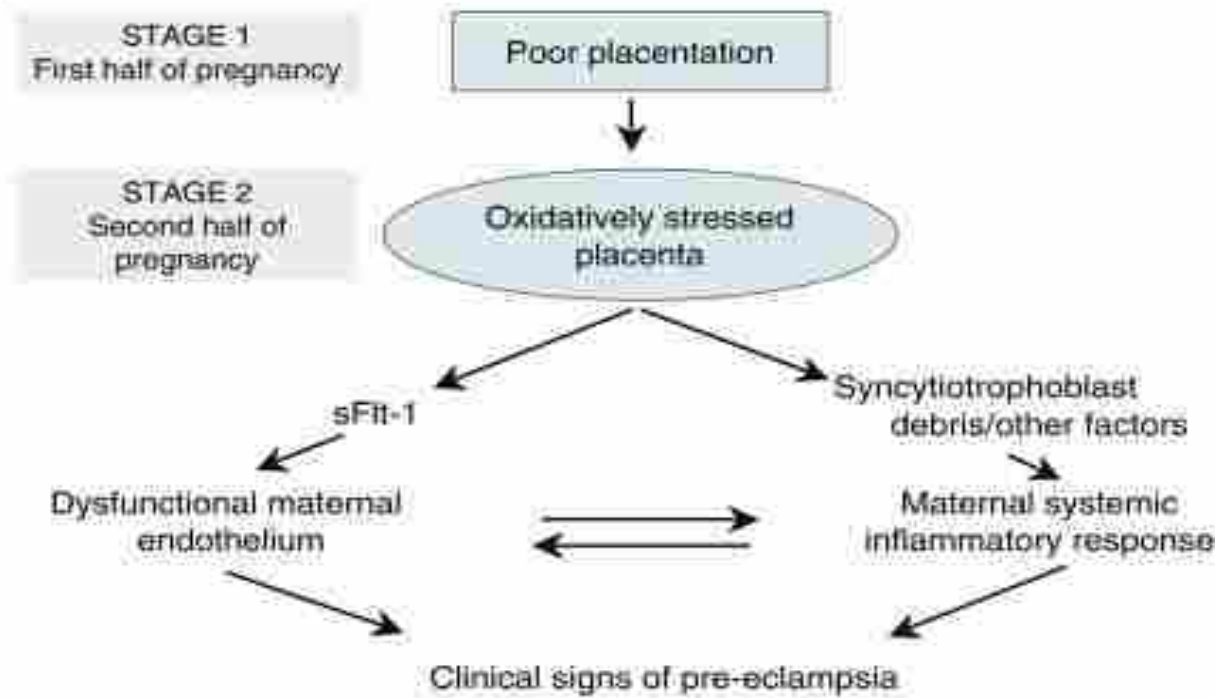 STAGE 1
First half of pregnancy
Poor placentation
STAGE 2
Second half of
pregnancy
Oxidatively stressed
placenta
sFlt-1
Syncytiotrophoblast
debris/other factors
Dysfunctional maternal
endothelium
Maternal systemic
inflammatory response
Clinical signs of pre-eclampsia